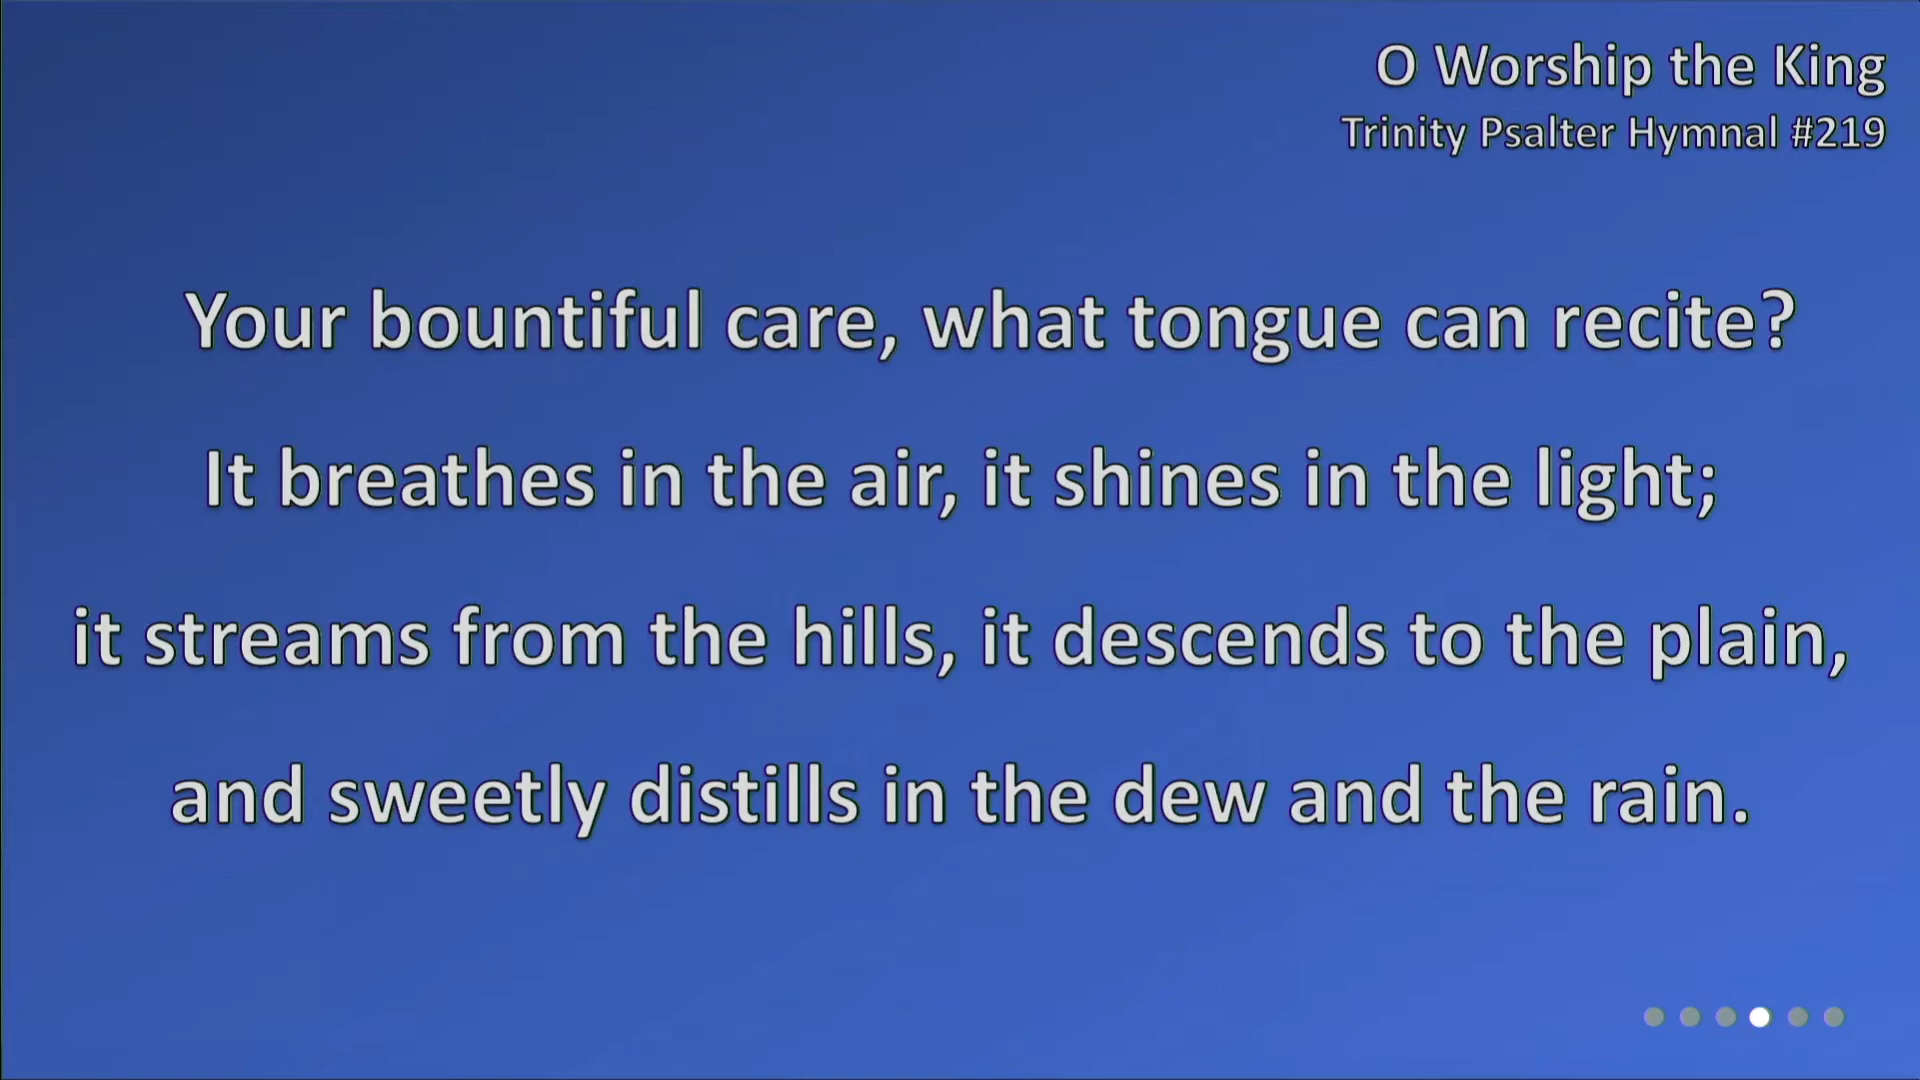 O Worship the King
Trinity Psalter Hymnal #219
Your bountiful care, what tongue can recite?
It breathes in the air, it shines in the light;
it streams from the hills, it descends to the plain,
and sweetly distills in the dew and the rain.